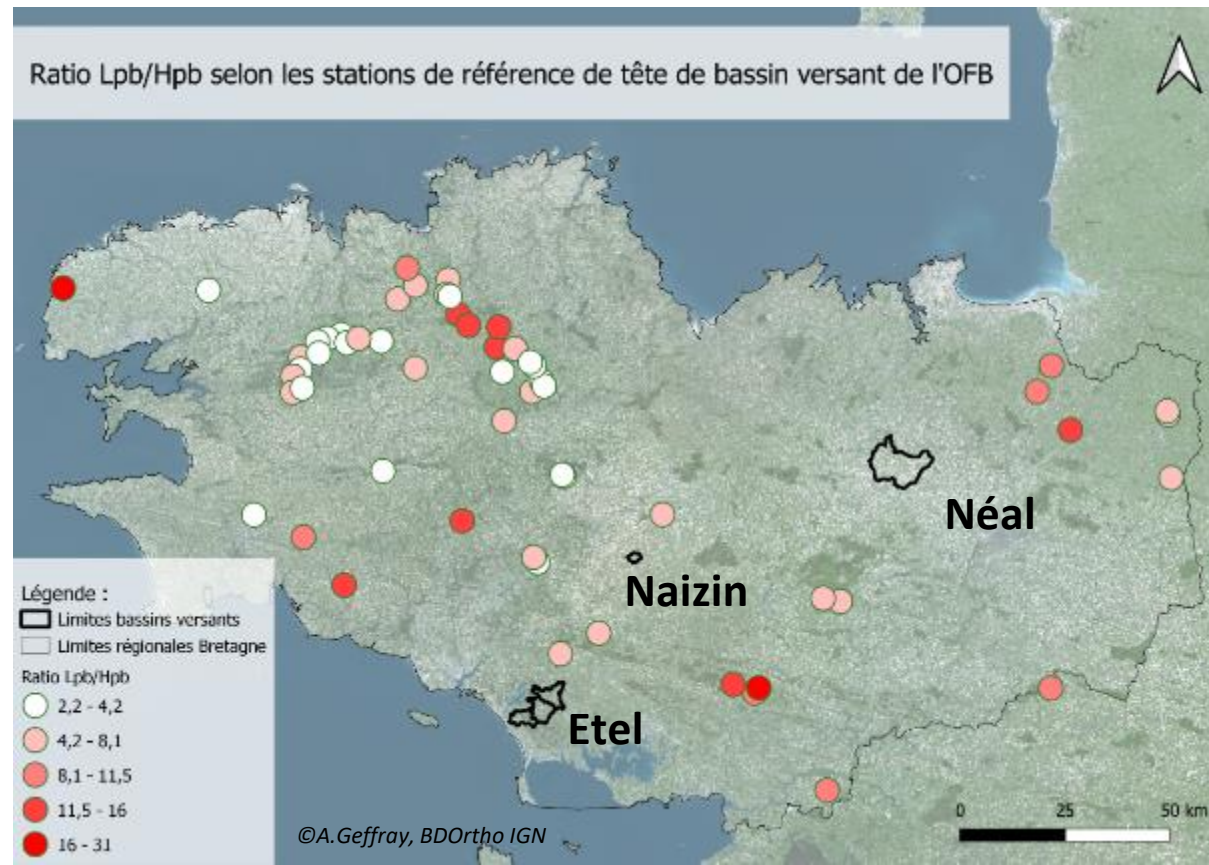 Ratio Lpb/Hpb selon les stations de référence de tête de bassin versant de l'OFB
Néal
Naizin
Etel
Légende :
Limites bassins versants
Limites régionales Bretagne
Ratio Lpb/Hpb
2,2 - 4,2
4,2 - 8,1
8,1 - 11,5
11,5 - 16
16 - 31
©A.Geffray, BDOrtho IGN
0 25 50 km